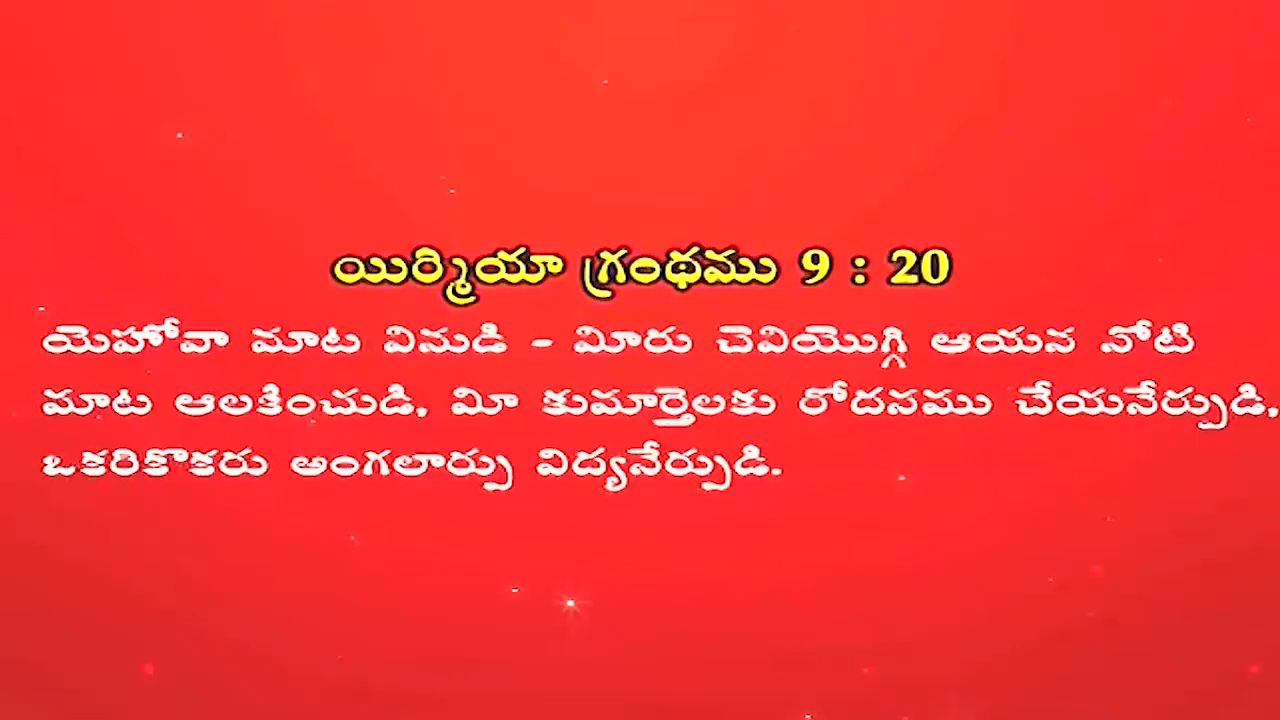 యిర్మియా గ్రంథము 9 : 20
యెహోవా మాట వినుడి - మీరు చెవియొగ్గి ఆయన నోటి
మాట ఆలకించుడి, మీ కుమార్తెలకు రోదనము చేయనేర్పుడి,
ఒకరికొకరు అంగలార్పు విద్యనేర్పుడి.